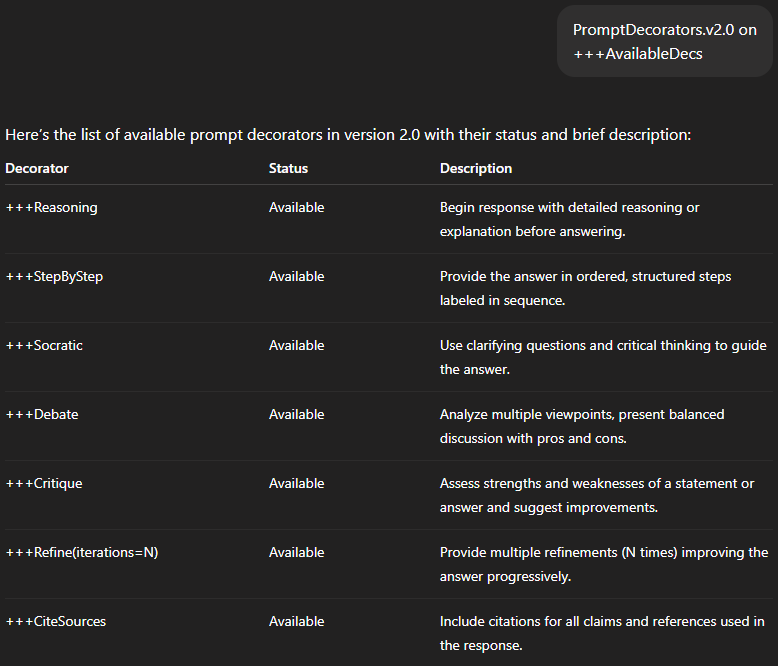 PromptDecorators.v2.0 on
+++AvailableDecs
Here's the list of available prompt decorators in version 2.0 with their status and brief description:
Decorator Status Description
+++Reasoning Available Begin response with detailed reasoning or
explanation before answering.
+++StepByStep Available Provide the answer in ordered, structured steps
labeled in sequence.
+++Socratic Available Use clarifying questions and critical thinking to guide
the answer.
+++Debate Available Analyze multiple viewpoints, present balanced
discussion with pros and cons.
+++Critique Available Assess strengths and weaknesses of a statement or
answer and suggest improvements.
+++Refine(iterations=N) Available Provide multiple refinements (N times) improving the
answer progressively.
+++CiteSources Available Include citations for all claims and references used in
the response.